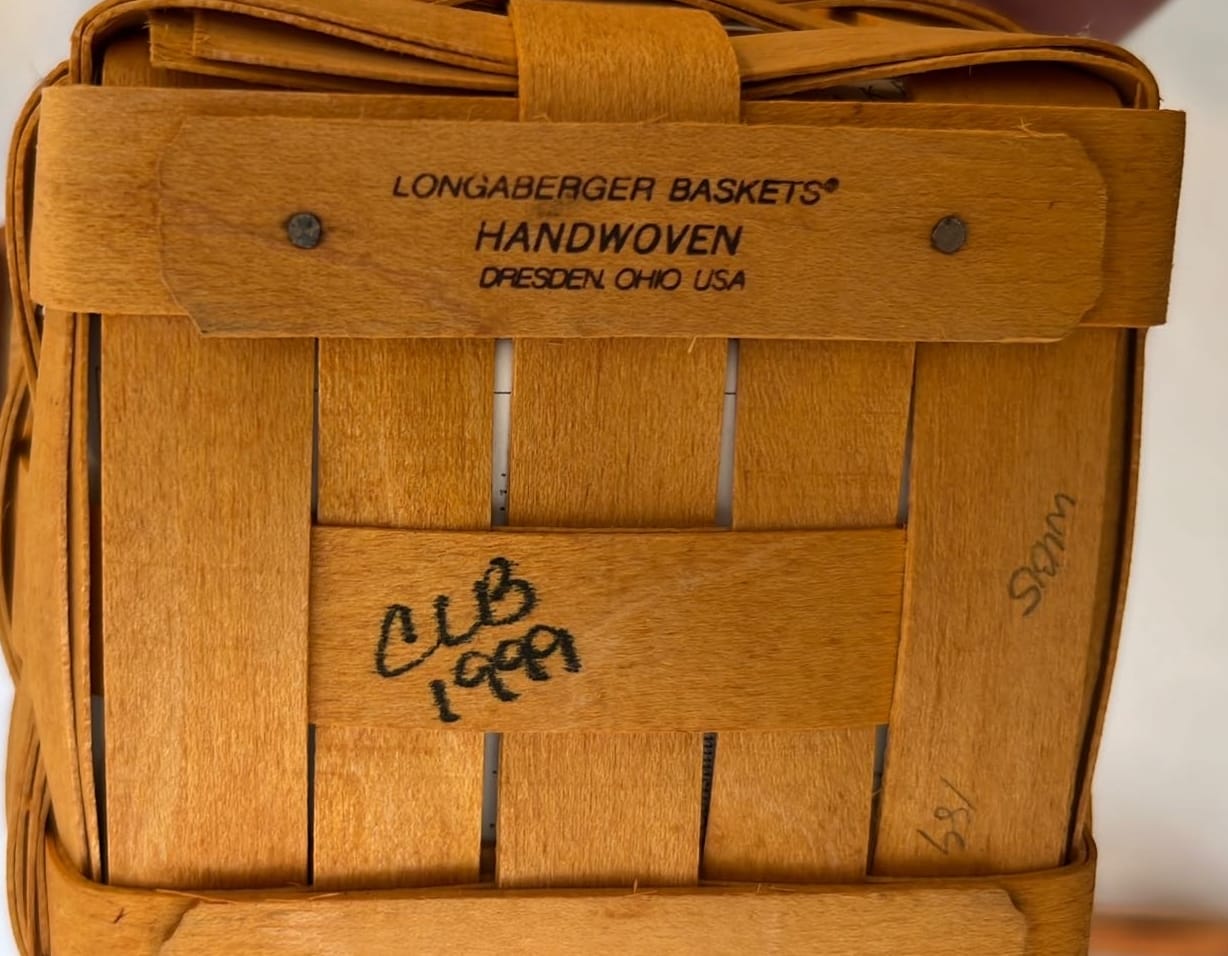 LONGABERGER BASKETS®
HANDWOVEN
DRESDEN, OHIO USA
CLB
1999